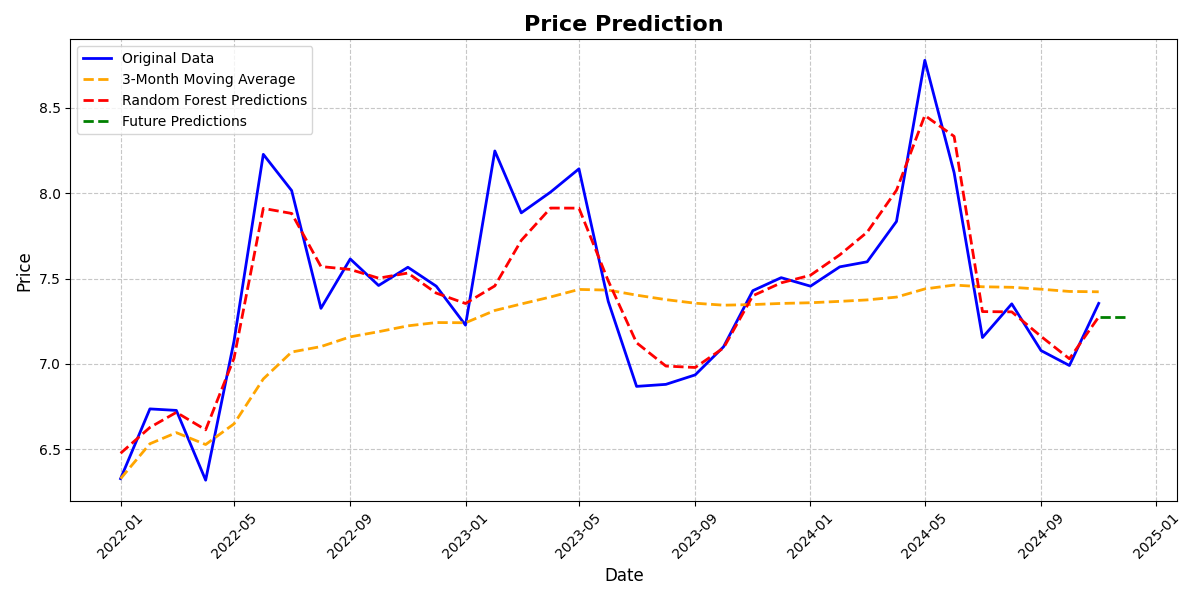 Price Prediction
Original Data
3-Month Moving Average
Random Forest Predictions
Future Predictions
Price
8.5
8.0
7.5
7.0
6.5
2022-01
2022-05
2022-09
2023-01
2023-05
2023-09
2024-01
2024-05
2024-09
2025-01
Date